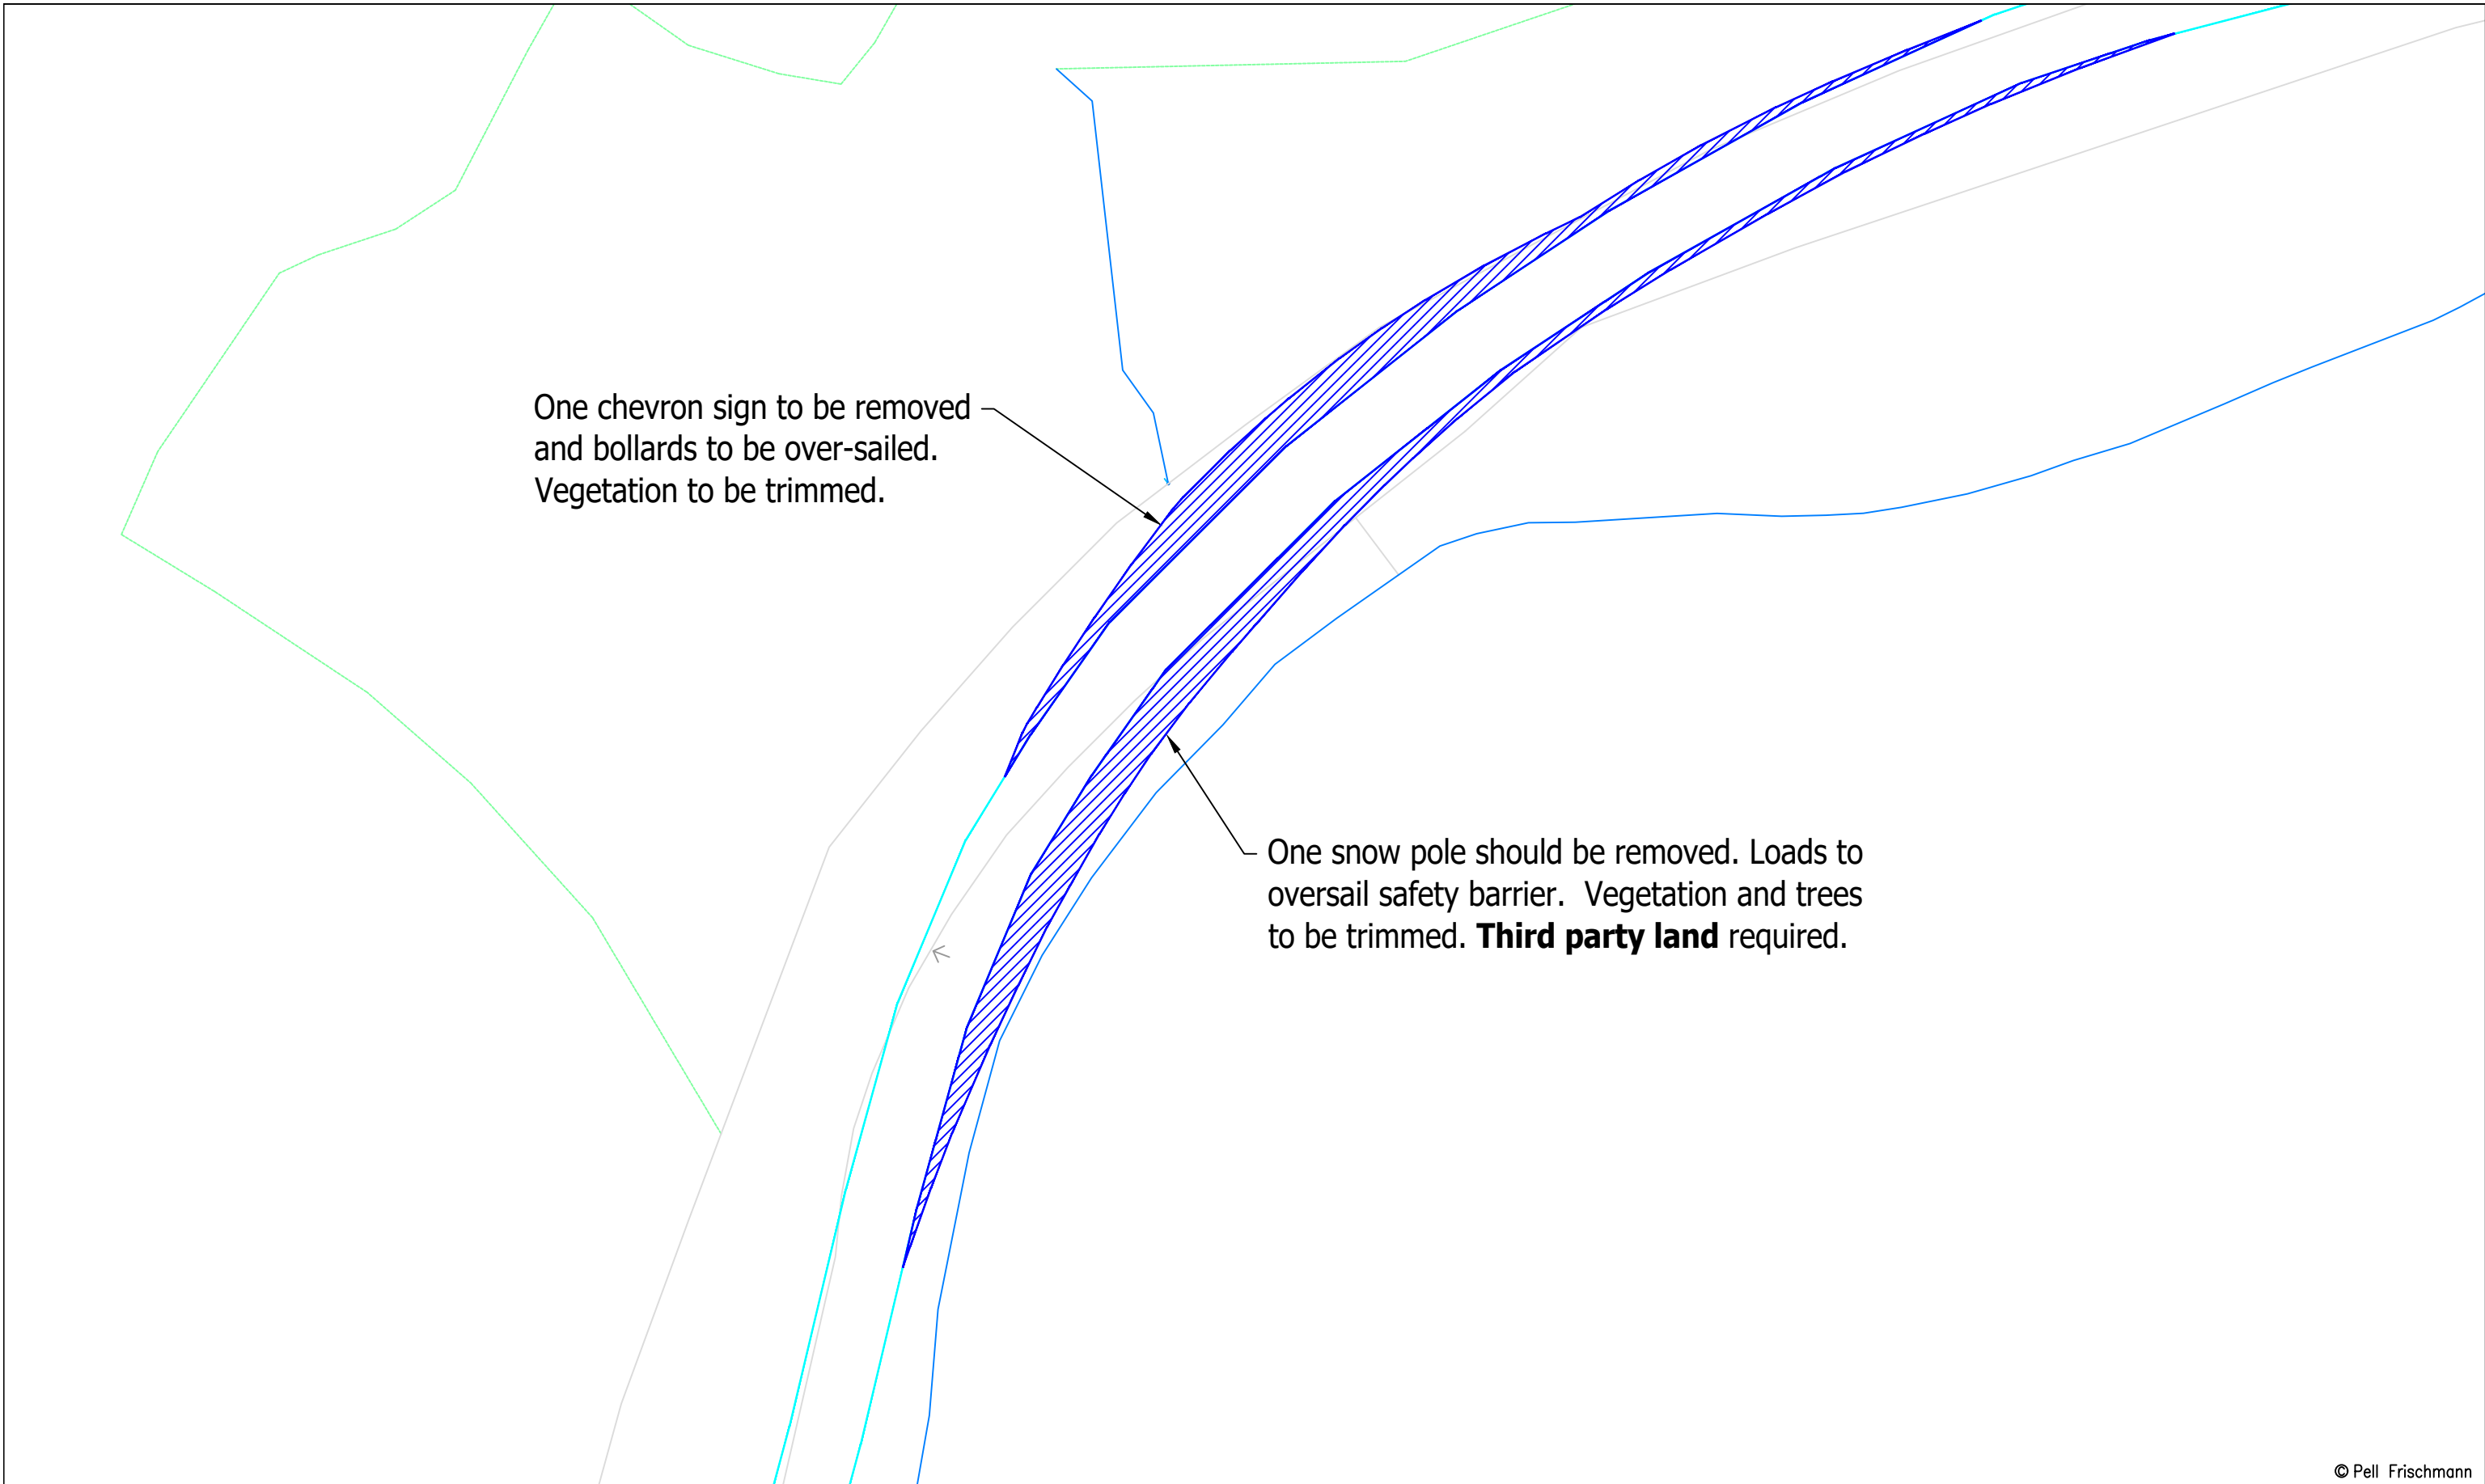 One chevron sign to be removed
and bollards to be over-sailed.
Vegetation to be trimmed.
One snow pole should be removed. Loads to
oversail safety barrier. Vegetation and trees
to be trimmed. Third party land required.
© Pell Frischmann